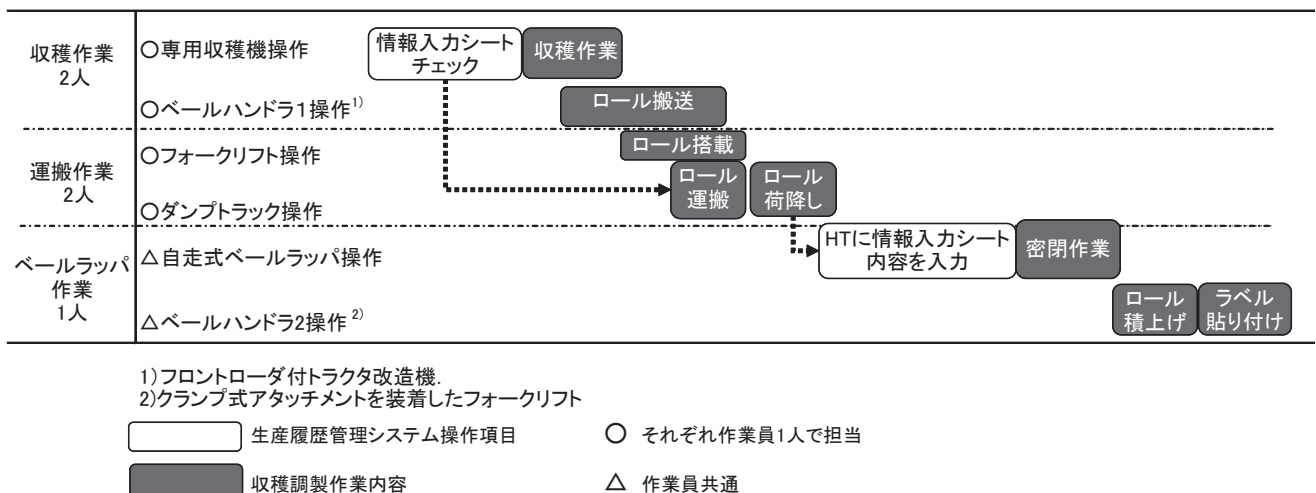 収穫作業
2人
〇専用収穫機操作
情報入力シート
チェック
収穫作業
〇ベールハンドラ1操作1)
ロール搬送
運搬作業
2人
〇フォークリフト操作
ロール搭載
ロール
運搬
ロール
荷降し
〇ダンプトラック操作
ベールラッパ
作業
1人
△自走式ベールラッパ操作
HTに情報入力シート
内容を入力
密閉作業
△ベールハンドラ2操作 2)
ロール
積上げ
ラベル
貼り付け
1)フロントローダ付トラクタ改造機.
2)クランプ式アタッチメントを装着したフォークリフト
生産履歴管理システム操作項目
〇 それぞれ作業員1人で担当
収穫調製作業内容
△ 作業員共通